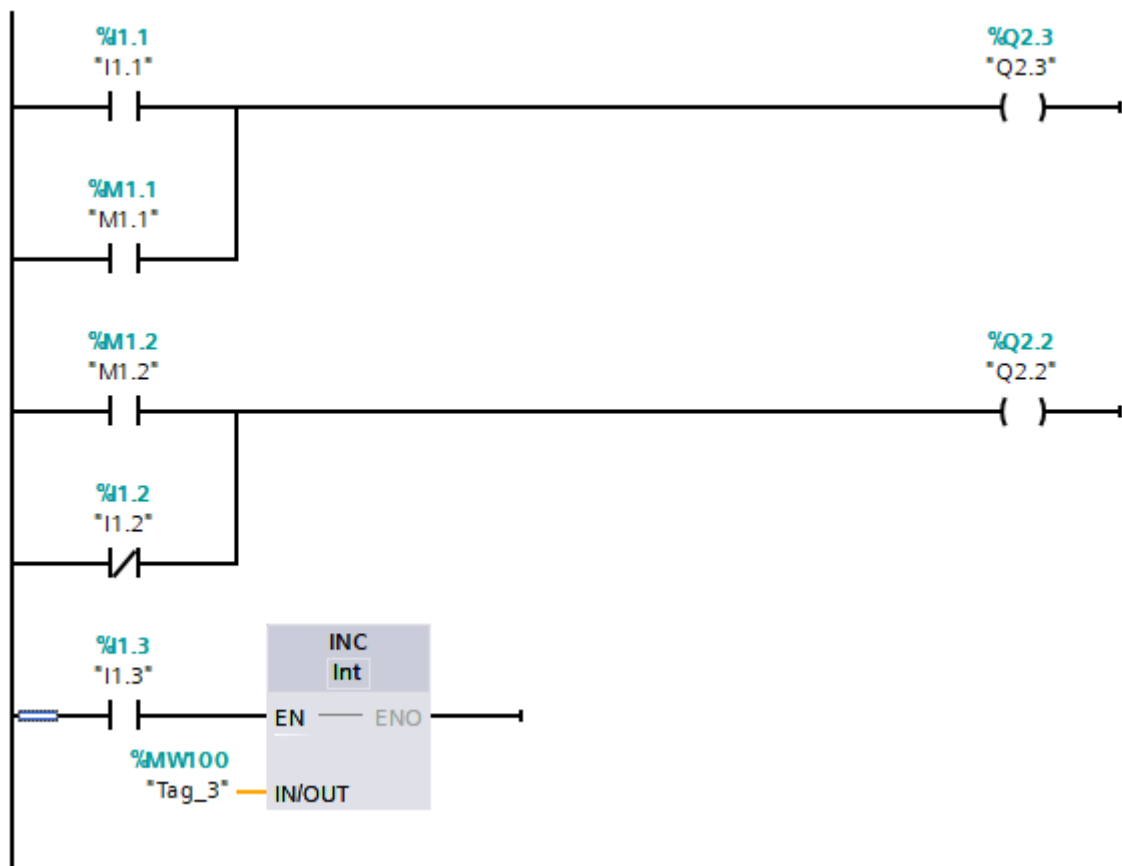 %I1.1
"I1.1"
%Q2.3
"Q2.3"
%M1.1
"M1.1"
%M1.2
"M1.2"
%Q2.2
"Q2.2"
%I1.2
"I1.2"
%I1.3
"I1.3"
INC
Int
EN
ENO
%MW100
"Tag_3"
IN/OUT